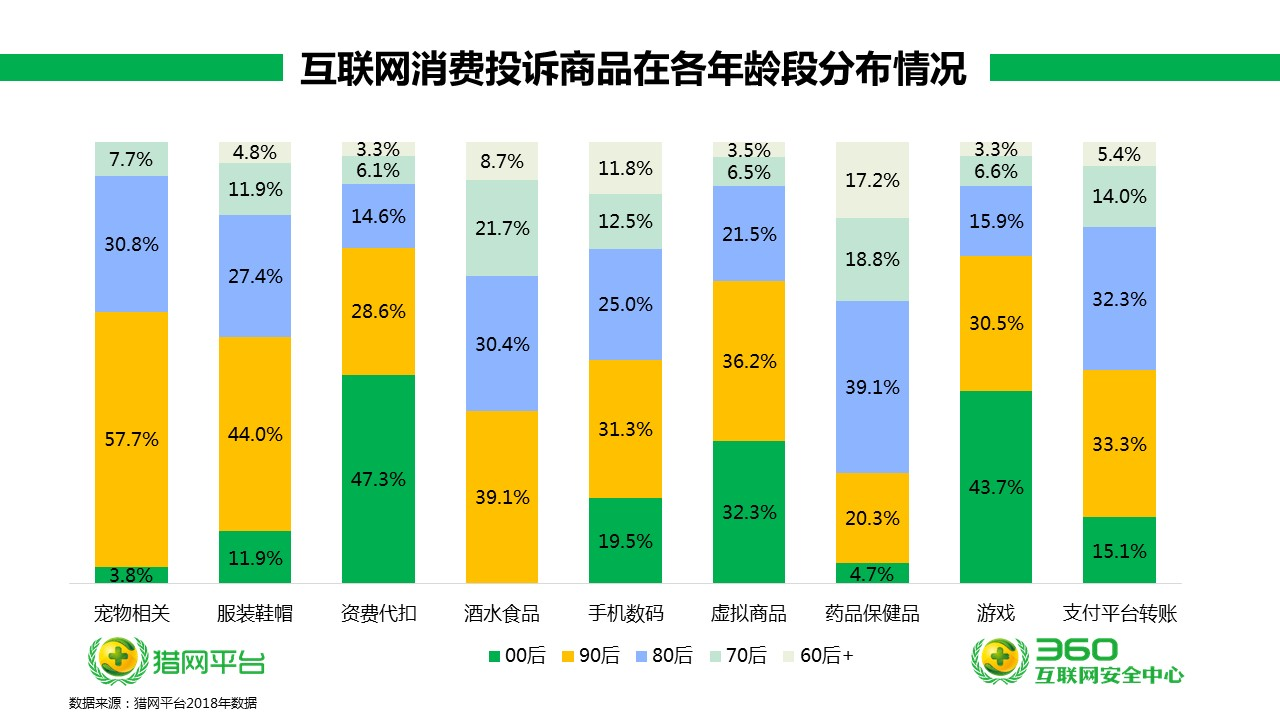 互联网消费投诉商品在各年龄段分布情况
7.7% 4.8% 3.3% 8.7% 11.8% 3.5% 17.2% 3.3% 5.4%
30.8% 11.9% 6.1% 21.7% 12.5% 6.5% 18.8% 6.6% 14.0%
57.7% 27.4% 14.6% 30.4% 25.0% 21.5% 39.1% 15.9% 32.3%
3.8% 44.0% 28.6% 39.1% 31.3% 36.2% 20.3% 30.5% 33.3%
11.9% 47.3% 19.5% 32.3% 4.7% 43.7% 15.1%
宠物相关 服装鞋帽 资费代扣 酒水食品 手机数码 虚拟商品 药品保健品 游戏 支付平台转账
00后 90后 80后 70后 60后+
猎网平台
360
互联网安全中心
数据来源：猎网平台2018年数据